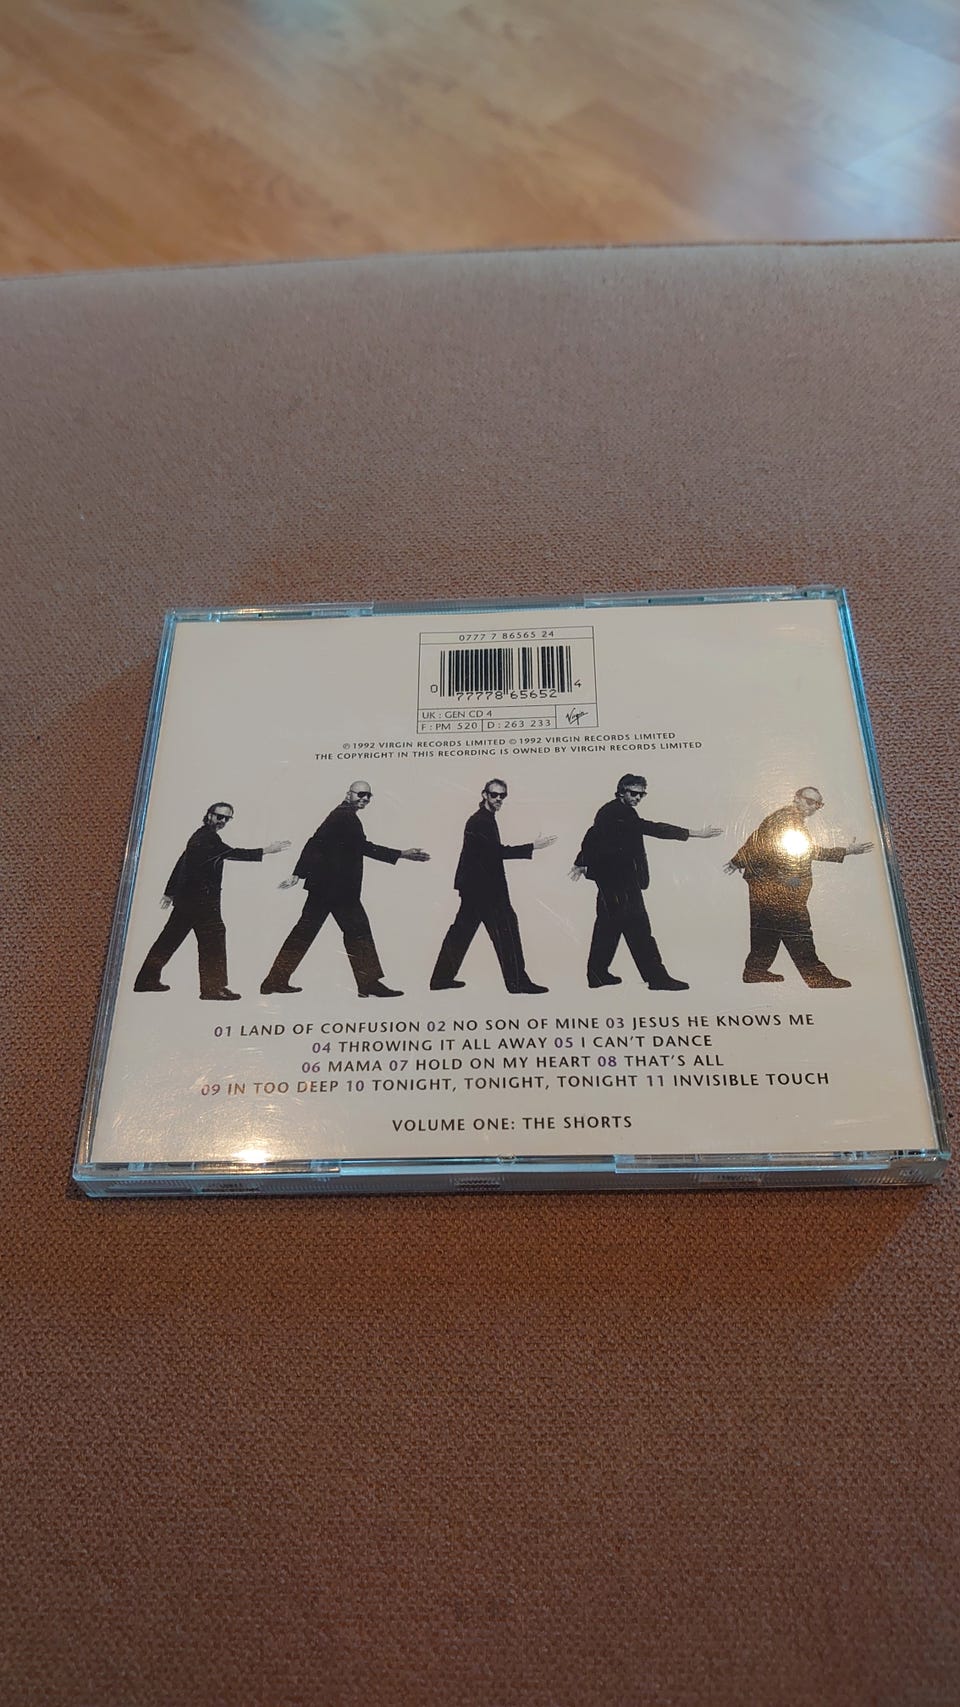 0777 7 86565 24
0 77778 65652 4
UK : GEN CD 4
F : PM 520 D : 263 233 Virgin
℗ 1992 VIRGIN RECORDS LIMITED © 1992 VIRGIN RECORDS LIMITED
THE COPYRIGHT IN THIS RECORDING IS OWNED BY VIRGIN RECORDS LIMITED
01 LAND OF CONFUSION 02 NO SON OF MINE 03 JESUS HE KNOWS ME
04 THROWING IT ALL AWAY 05 I CAN'T DANCE
06 MAMA 07 HOLD ON MY HEART 08 THAT'S ALL
09 IN TOO DEEP 10 TONIGHT, TONIGHT, TONIGHT 11 INVISIBLE TOUCH
VOLUME ONE: THE SHORTS